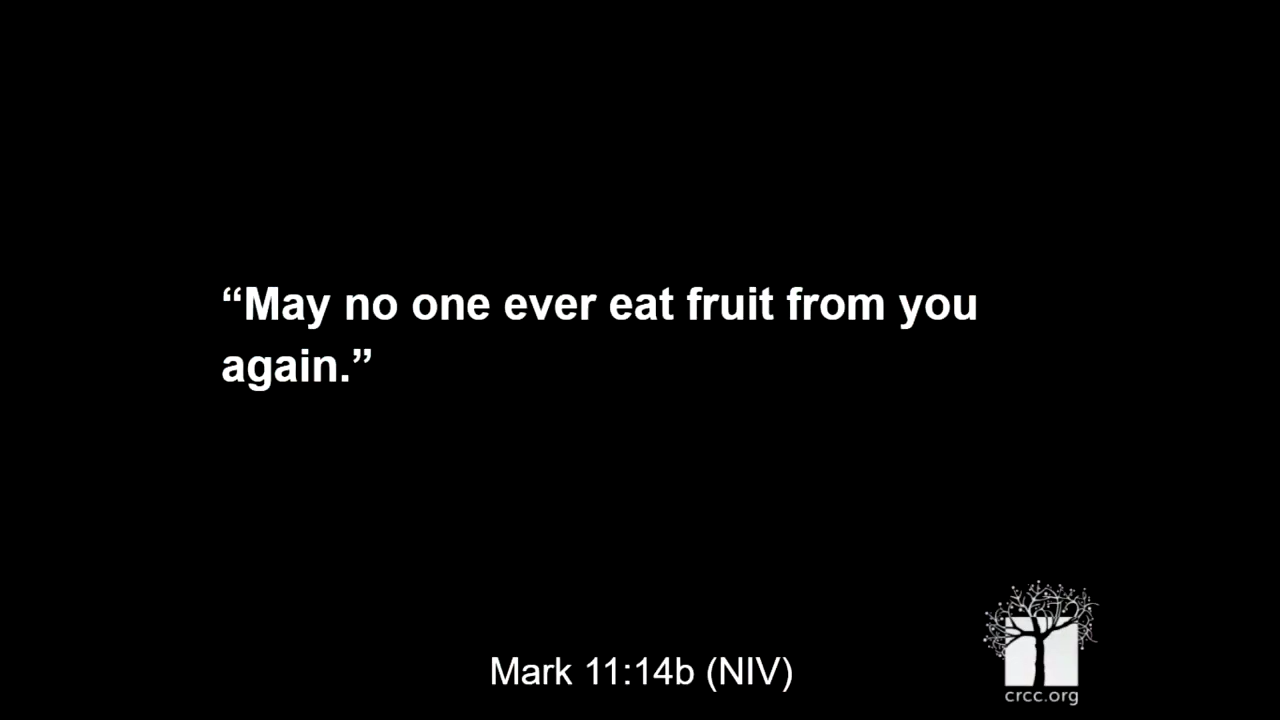 “May no one ever eat fruit from you
again.”
Mark 11:14b (NIV)
crcc.org